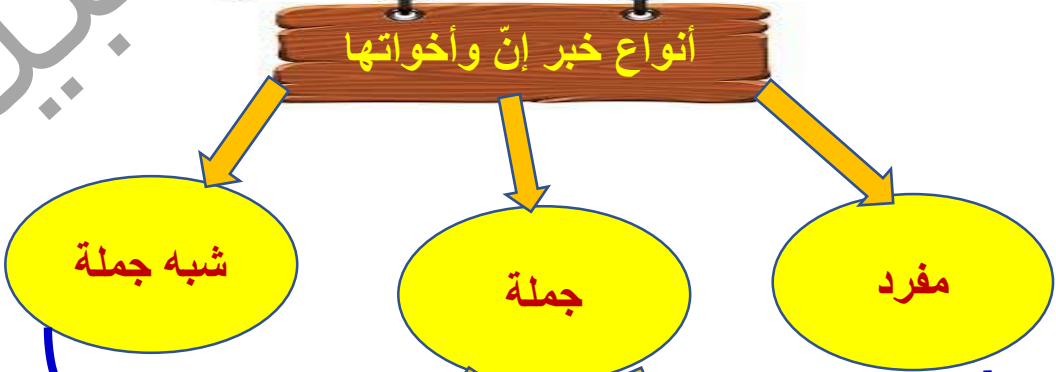 أنواع خبر إنّ وأخواتها
مفرد
جملة
شبه جملة